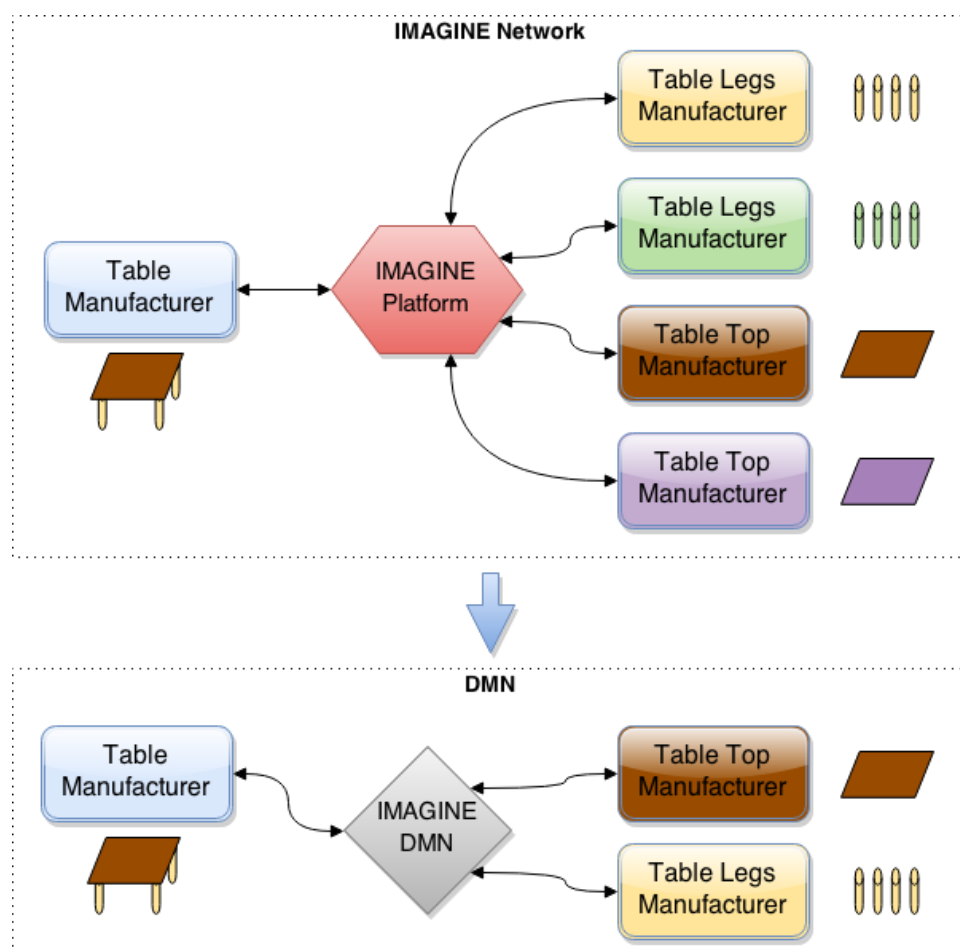 IMAGINE Network
Table Legs
Manufacturer
Table Legs
Manufacturer
Table
Manufacturer
IMAGINE
Platform
Table Top
Manufacturer
Table Top
Manufacturer
DMN
Table
Manufacturer
IMAGINE
DMN
Table Top
Manufacturer
Table Legs
Manufacturer